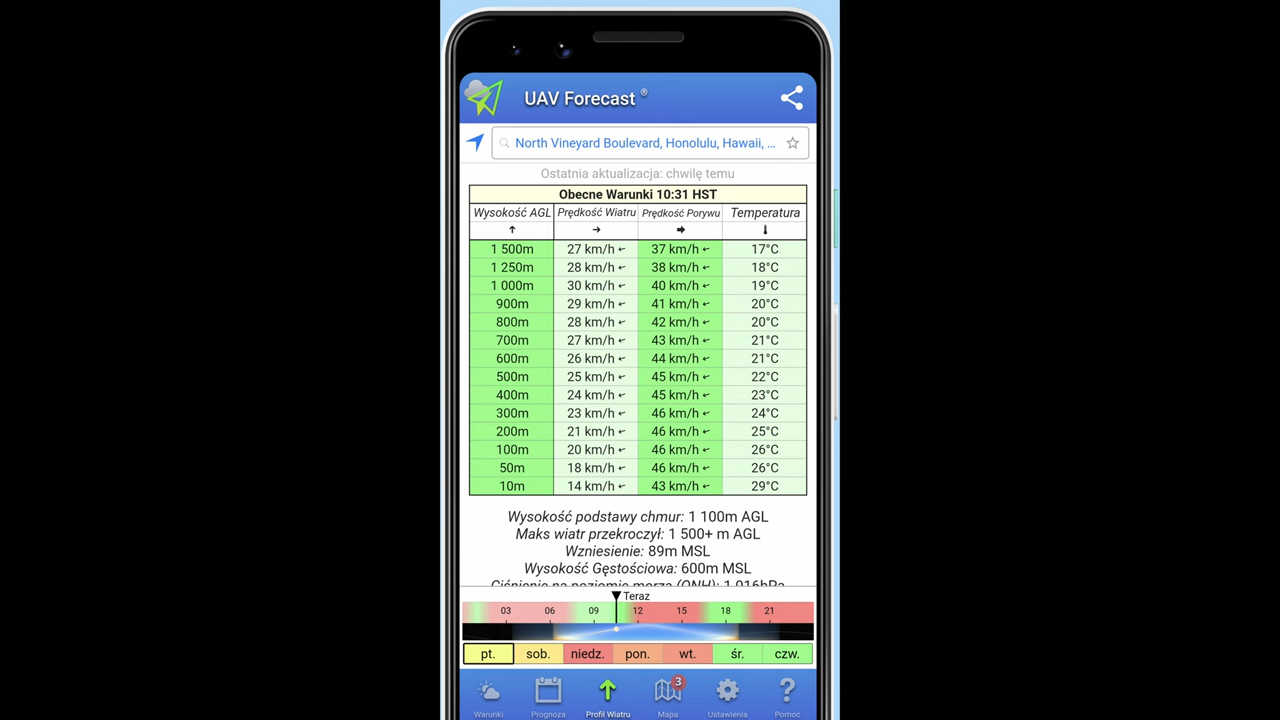 UAV Forecast ®
North Vineyard Boulevard, Honolulu, Hawaii, ...
Ostatnia aktualizacja: chwilę temu
Obecne Warunki 10:31 HST
Wysokość AGL Prędkość Wiatru Prędkość Porywu Temperatura
1 500m 27 km/h 37 km/h 17°C
1 250m 28 km/h 38 km/h 18°C
1 000m 30 km/h 40 km/h 19°C
900m 29 km/h 41 km/h 20°C
800m 28 km/h 42 km/h 20°C
700m 27 km/h 43 km/h 21°C
600m 26 km/h 44 km/h 21°C
500m 25 km/h 45 km/h 22°C
400m 24 km/h 45 km/h 23°C
300m 23 km/h 46 km/h 24°C
200m 21 km/h 46 km/h 25°C
100m 20 km/h 46 km/h 26°C
50m 18 km/h 46 km/h 26°C
10m 14 km/h 43 km/h 29°C
Wysokość podstawy chmur: 1 100m AGL
Maks wiatr przekroczył: 1 500+ m AGL
Wzniesienie: 89m MSL
Wysokość Gęstościowa: 600m MSL
Ciśnienie na poziomie morza (QNH): 1 016hPa
Teraz
03 06 09 12 15 18 21
pt. sob. niedz. pon. wt. śr. czw.
3
Warunki Prognoza Profil Wiatru Mapa Ustawienia Pomoc